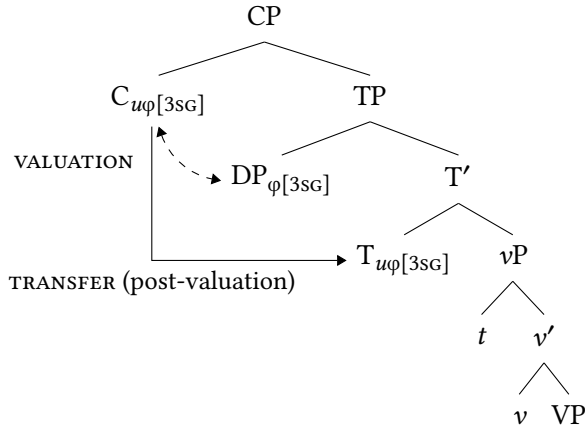 CP
C_uφ[3SG] TP
VALUATION
DP_φ[3SG] T′
TRANSFER (post-valuation) T_uφ[3SG] vP
t v′
v VP